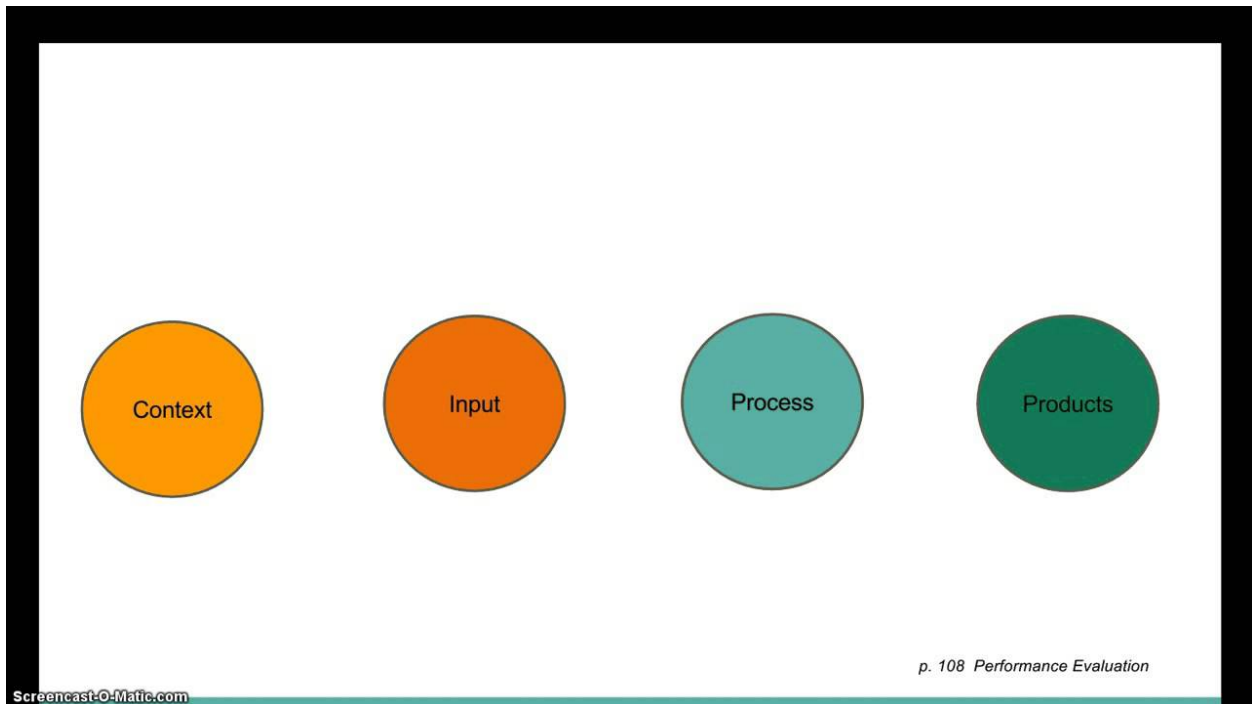 Context
Input
Process
Products
p. 108 Performance Evaluation
Screencast-O-Matic.com